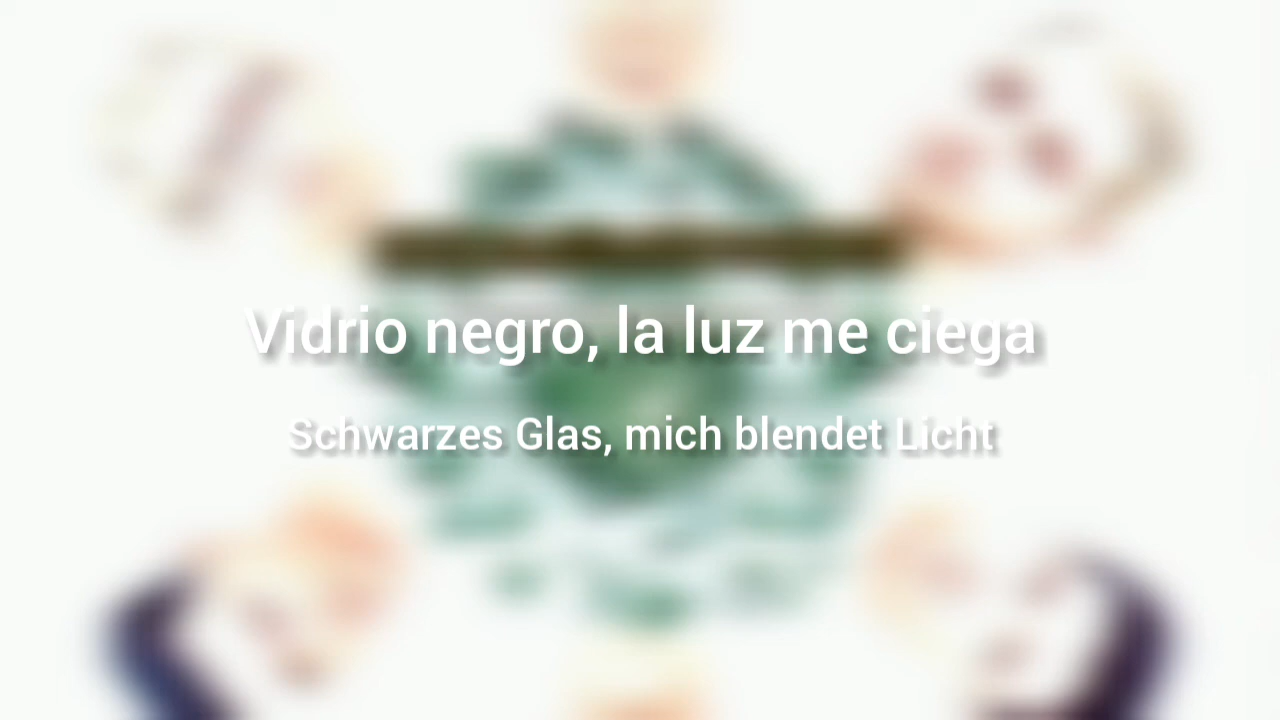 Vidrio negro, la luz me ciega
Schwarzes Glas, mich blendet Licht